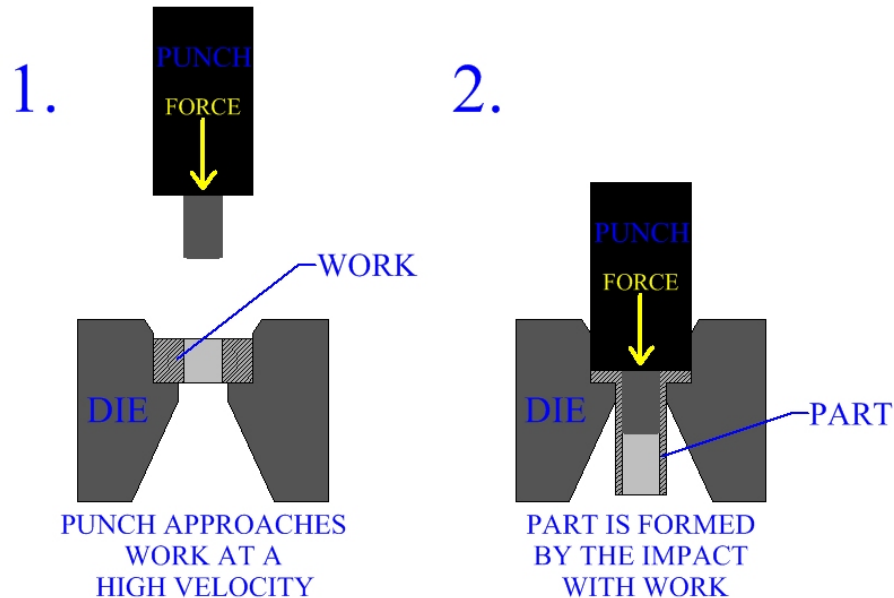 1.
PUNCH
FORCE
WORK
DIE
PUNCH APPROACHES
WORK AT A
HIGH VELOCITY
2.
PUNCH
FORCE
DIE
PART
PART IS FORMED
BY THE IMPACT
WITH WORK